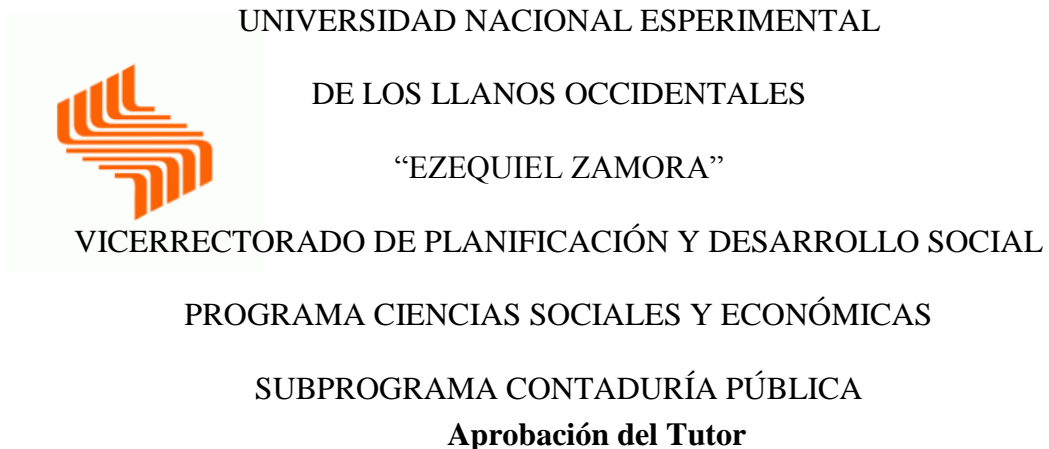 UNIVERSIDAD NACIONAL ESPERIMENTAL
DE LOS LLANOS OCCIDENTALES
“EZEQUIEL ZAMORA”
VICERRECTORADO DE PLANIFICACIÓN Y DESARROLLO SOCIAL
PROGRAMA CIENCIAS SOCIALES Y ECONÓMICAS
SUBPROGRAMA CONTADURÍA PÚBLICA
Aprobación del Tutor